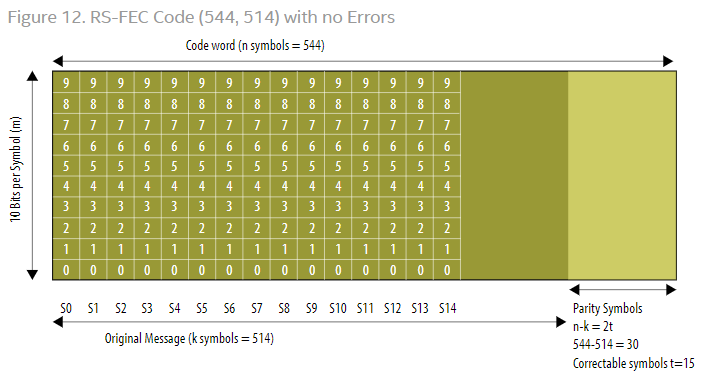 Figure 12. RS-FEC Code (544, 514) with no Errors
Code word (n symbols = 544)
10 Bits per Symbol (m)
9 9 9 9 9 9 9 9 9 9 9 9 9 9 9
8 8 8 8 8 8 8 8 8 8 8 8 8 8 8
7 7 7 7 7 7 7 7 7 7 7 7 7 7 7
6 6 6 6 6 6 6 6 6 6 6 6 6 6 6
5 5 5 5 5 5 5 5 5 5 5 5 5 5 5
4 4 4 4 4 4 4 4 4 4 4 4 4 4 4
3 3 3 3 3 3 3 3 3 3 3 3 3 3 3
2 2 2 2 2 2 2 2 2 2 2 2 2 2 2
1 1 1 1 1 1 1 1 1 1 1 1 1 1 1
0 0 0 0 0 0 0 0 0 0 0 0 0 0 0
S0 S1 S2 S3 S4 S5 S6 S7 S8 S9 S10 S11 S12 S13 S14
Original Message (k symbols = 514)
Parity Symbols
n-k = 2t
544-514 = 30
Correctable symbols t=15